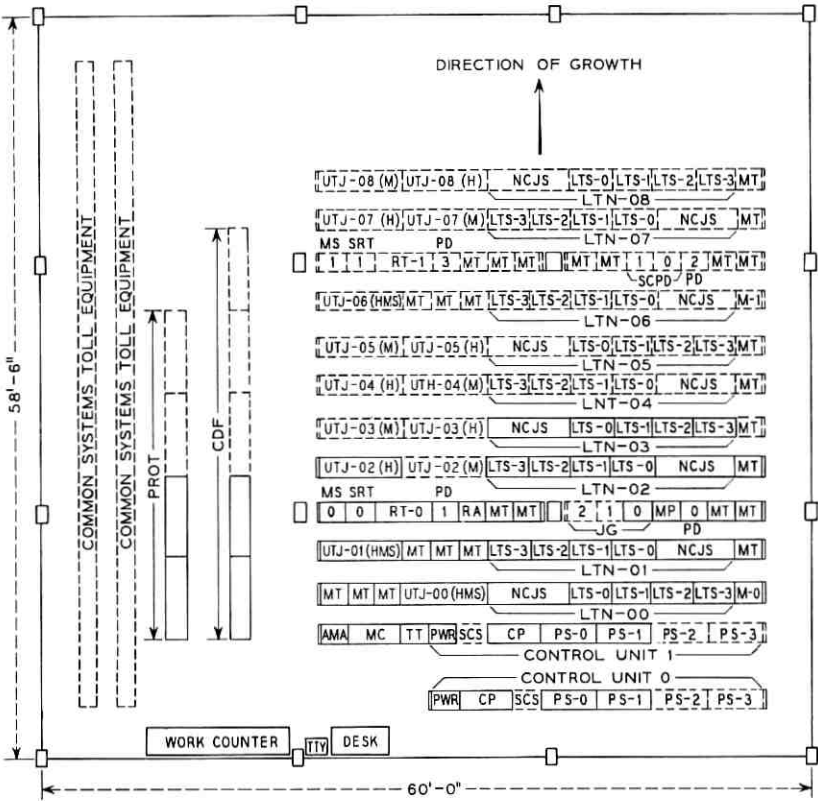 DIRECTION OF GROWTH
UTJ-08 (M) UTJ-08 (H) NCJS LTS-0 LTS-1 LTS-2 LTS-3 MT
LTN-08
UTJ-07 (H) UTJ-07 (M) LTS-3 LTS-2 LTS-1 LTS-0 NCJS MT
LTN-07
MS SRT PD
1 1 RT-1 3 MT MT MT MT MT 1 0 2 MT MT
SCPD PD
UTJ-06 (HMS) MT MT MT LTS-3 LTS-2 LTS-1 LTS-0 NCJS M-1
LTN-06
UTJ-05 (M) UTJ-05 (H) NCJS LTS-0 LTS-1 LTS-2 LTS-3 MT
LTN-05
UTJ-04 (H) UTH-04 (M) LTS-3 LTS-2 LTS-1 LTS-0 NCJS MT
LNT-04
UTJ-03 (M) UTJ-03 (H) NCJS LTS-0 LTS-1 LTS-2 LTS-3 MT
LTN-03
UTJ-02 (H) UTJ-02 (M) LTS-3 LTS-2 LTS-1 LTS-0 NCJS MT
LTN-02
MS SRT PD
0 0 RT-0 1 RA MT MT 2 1 0 MP 0 MT MT
JG PD
UTJ-01 (HMS) MT MT MT LTS-3 LTS-2 LTS-1 LTS-0 NCJS MT
LTN-01
MT MT MT UTJ-00 (HMS) NCJS LTS-0 LTS-1 LTS-2 LTS-3 M-0
LTN-00
AMA MC TT PWR SCS CP PS-0 PS-1 PS-2 PS-3
CONTROL UNIT 1
CONTROL UNIT 0
PWR CP SCS PS-0 PS-1 PS-2 PS-3
COMMON SYSTEMS TOLL EQUIPMENT
COMMON SYSTEMS TOLL EQUIPMENT
PROT
CDF
58'-6"
WORK COUNTER
TTY
DESK
60'-0"